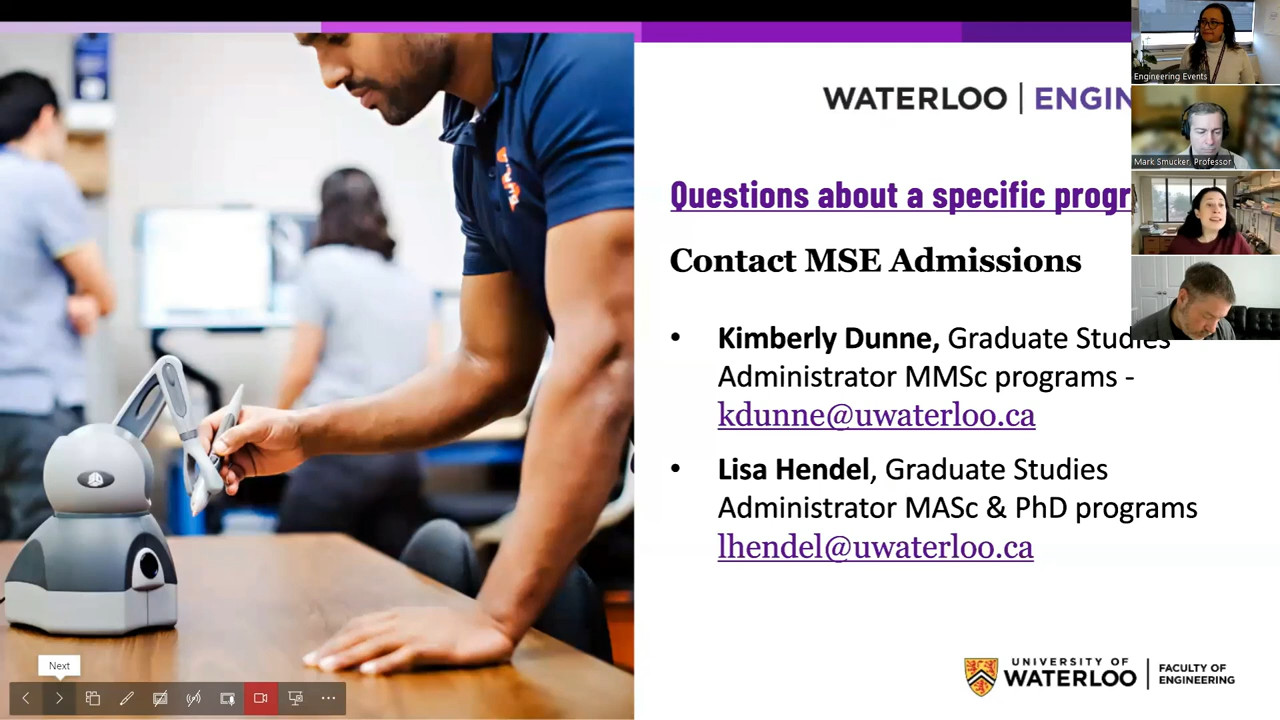 WATERLOO | ENGIN
Engineering Events
Mark Smucker, Professor
Questions about a specific progr
Contact MSE Admissions
• Kimberly Dunne, Graduate Studies
Administrator MMSc programs -
kdunne@uwaterloo.ca
• Lisa Hendel, Graduate Studies
Administrator MASc & PhD programs
lhendel@uwaterloo.ca
Next
UNIVERSITY OF
WATERLOO
FACULTY OF
ENGINEERING